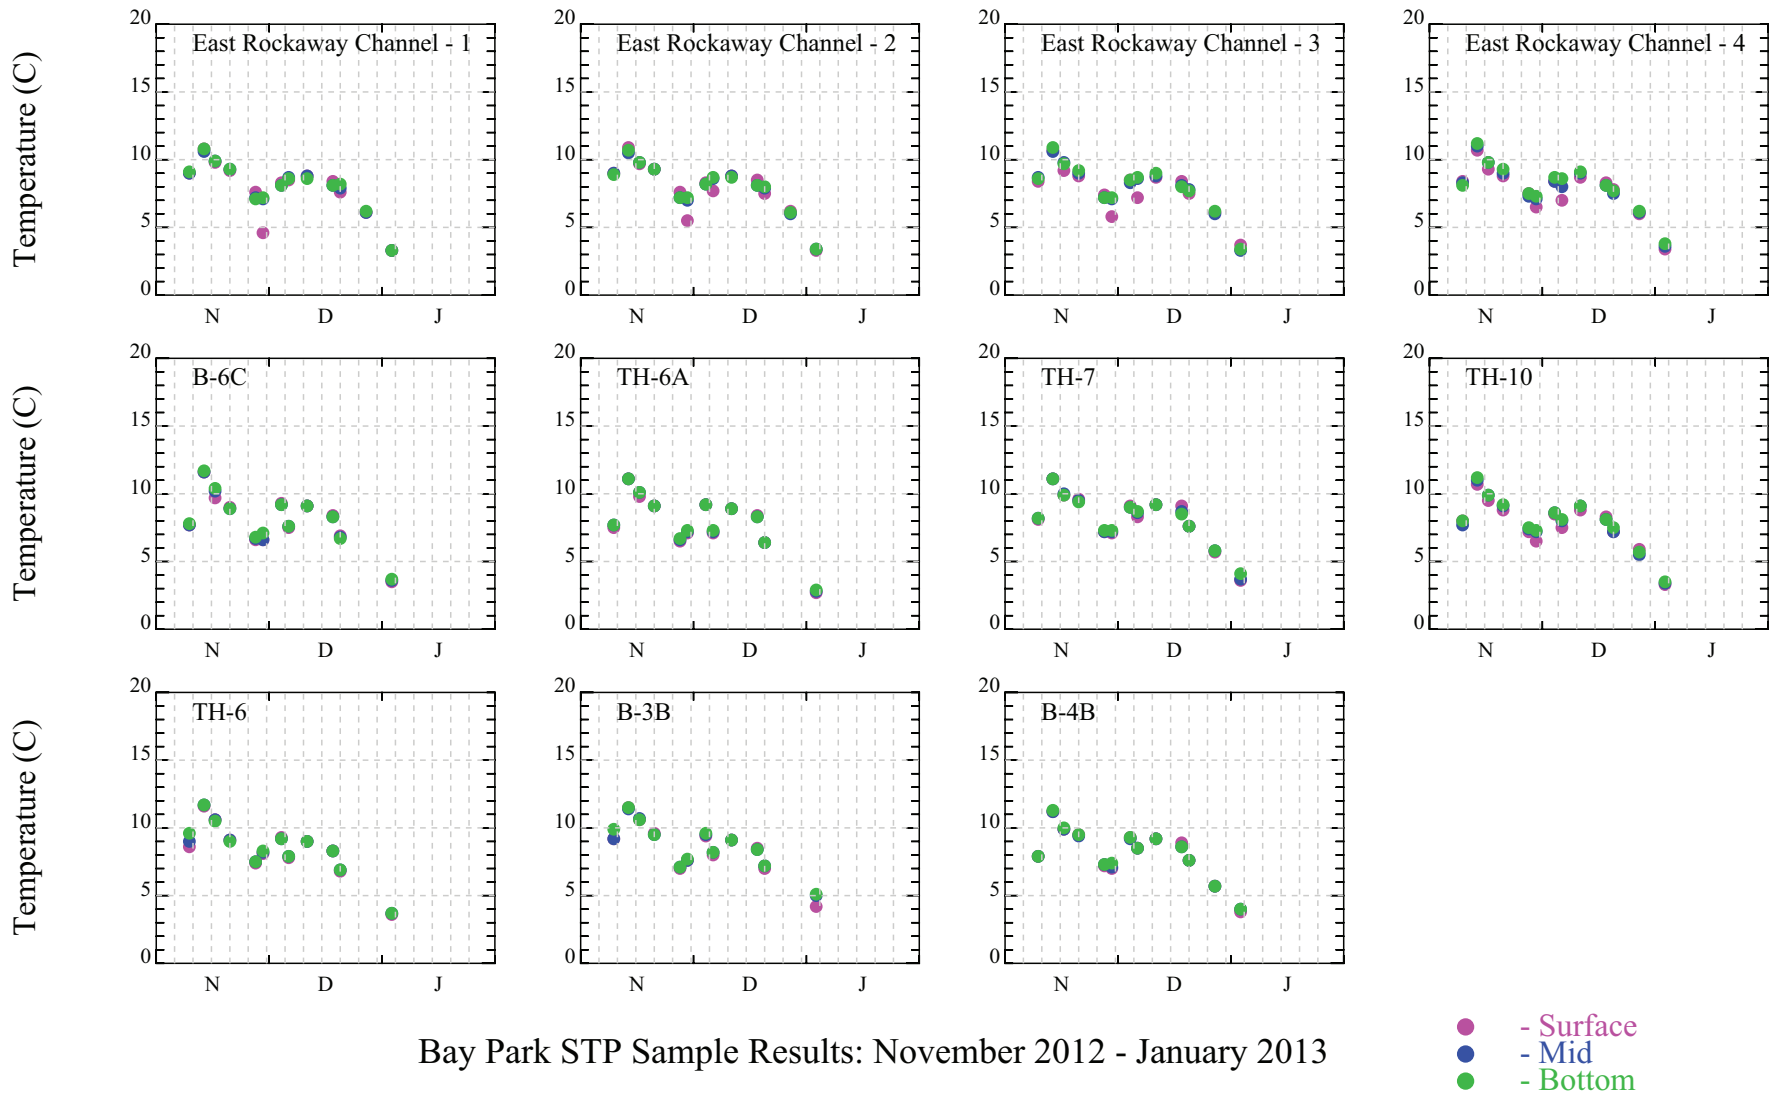 East Rockaway Channel - 1
East Rockaway Channel - 2
East Rockaway Channel - 3
East Rockaway Channel - 4
Temperature (C)
20
15
10
5
0
N D J
20
15
10
5
0
N D J
20
15
10
5
0
N D J
20
15
10
5
0
N D J
B-6C
TH-6A
TH-7
TH-10
Temperature (C)
20
15
10
5
0
N D J
20
15
10
5
0
N D J
20
15
10
5
0
N D J
20
15
10
5
0
N D J
TH-6
B-3B
B-4B
Temperature (C)
20
15
10
5
0
N D J
20
15
10
5
0
N D J
20
15
10
5
0
N D J
Bay Park STP Sample Results: November 2012 - January 2013
- Surface
- Mid
- Bottom